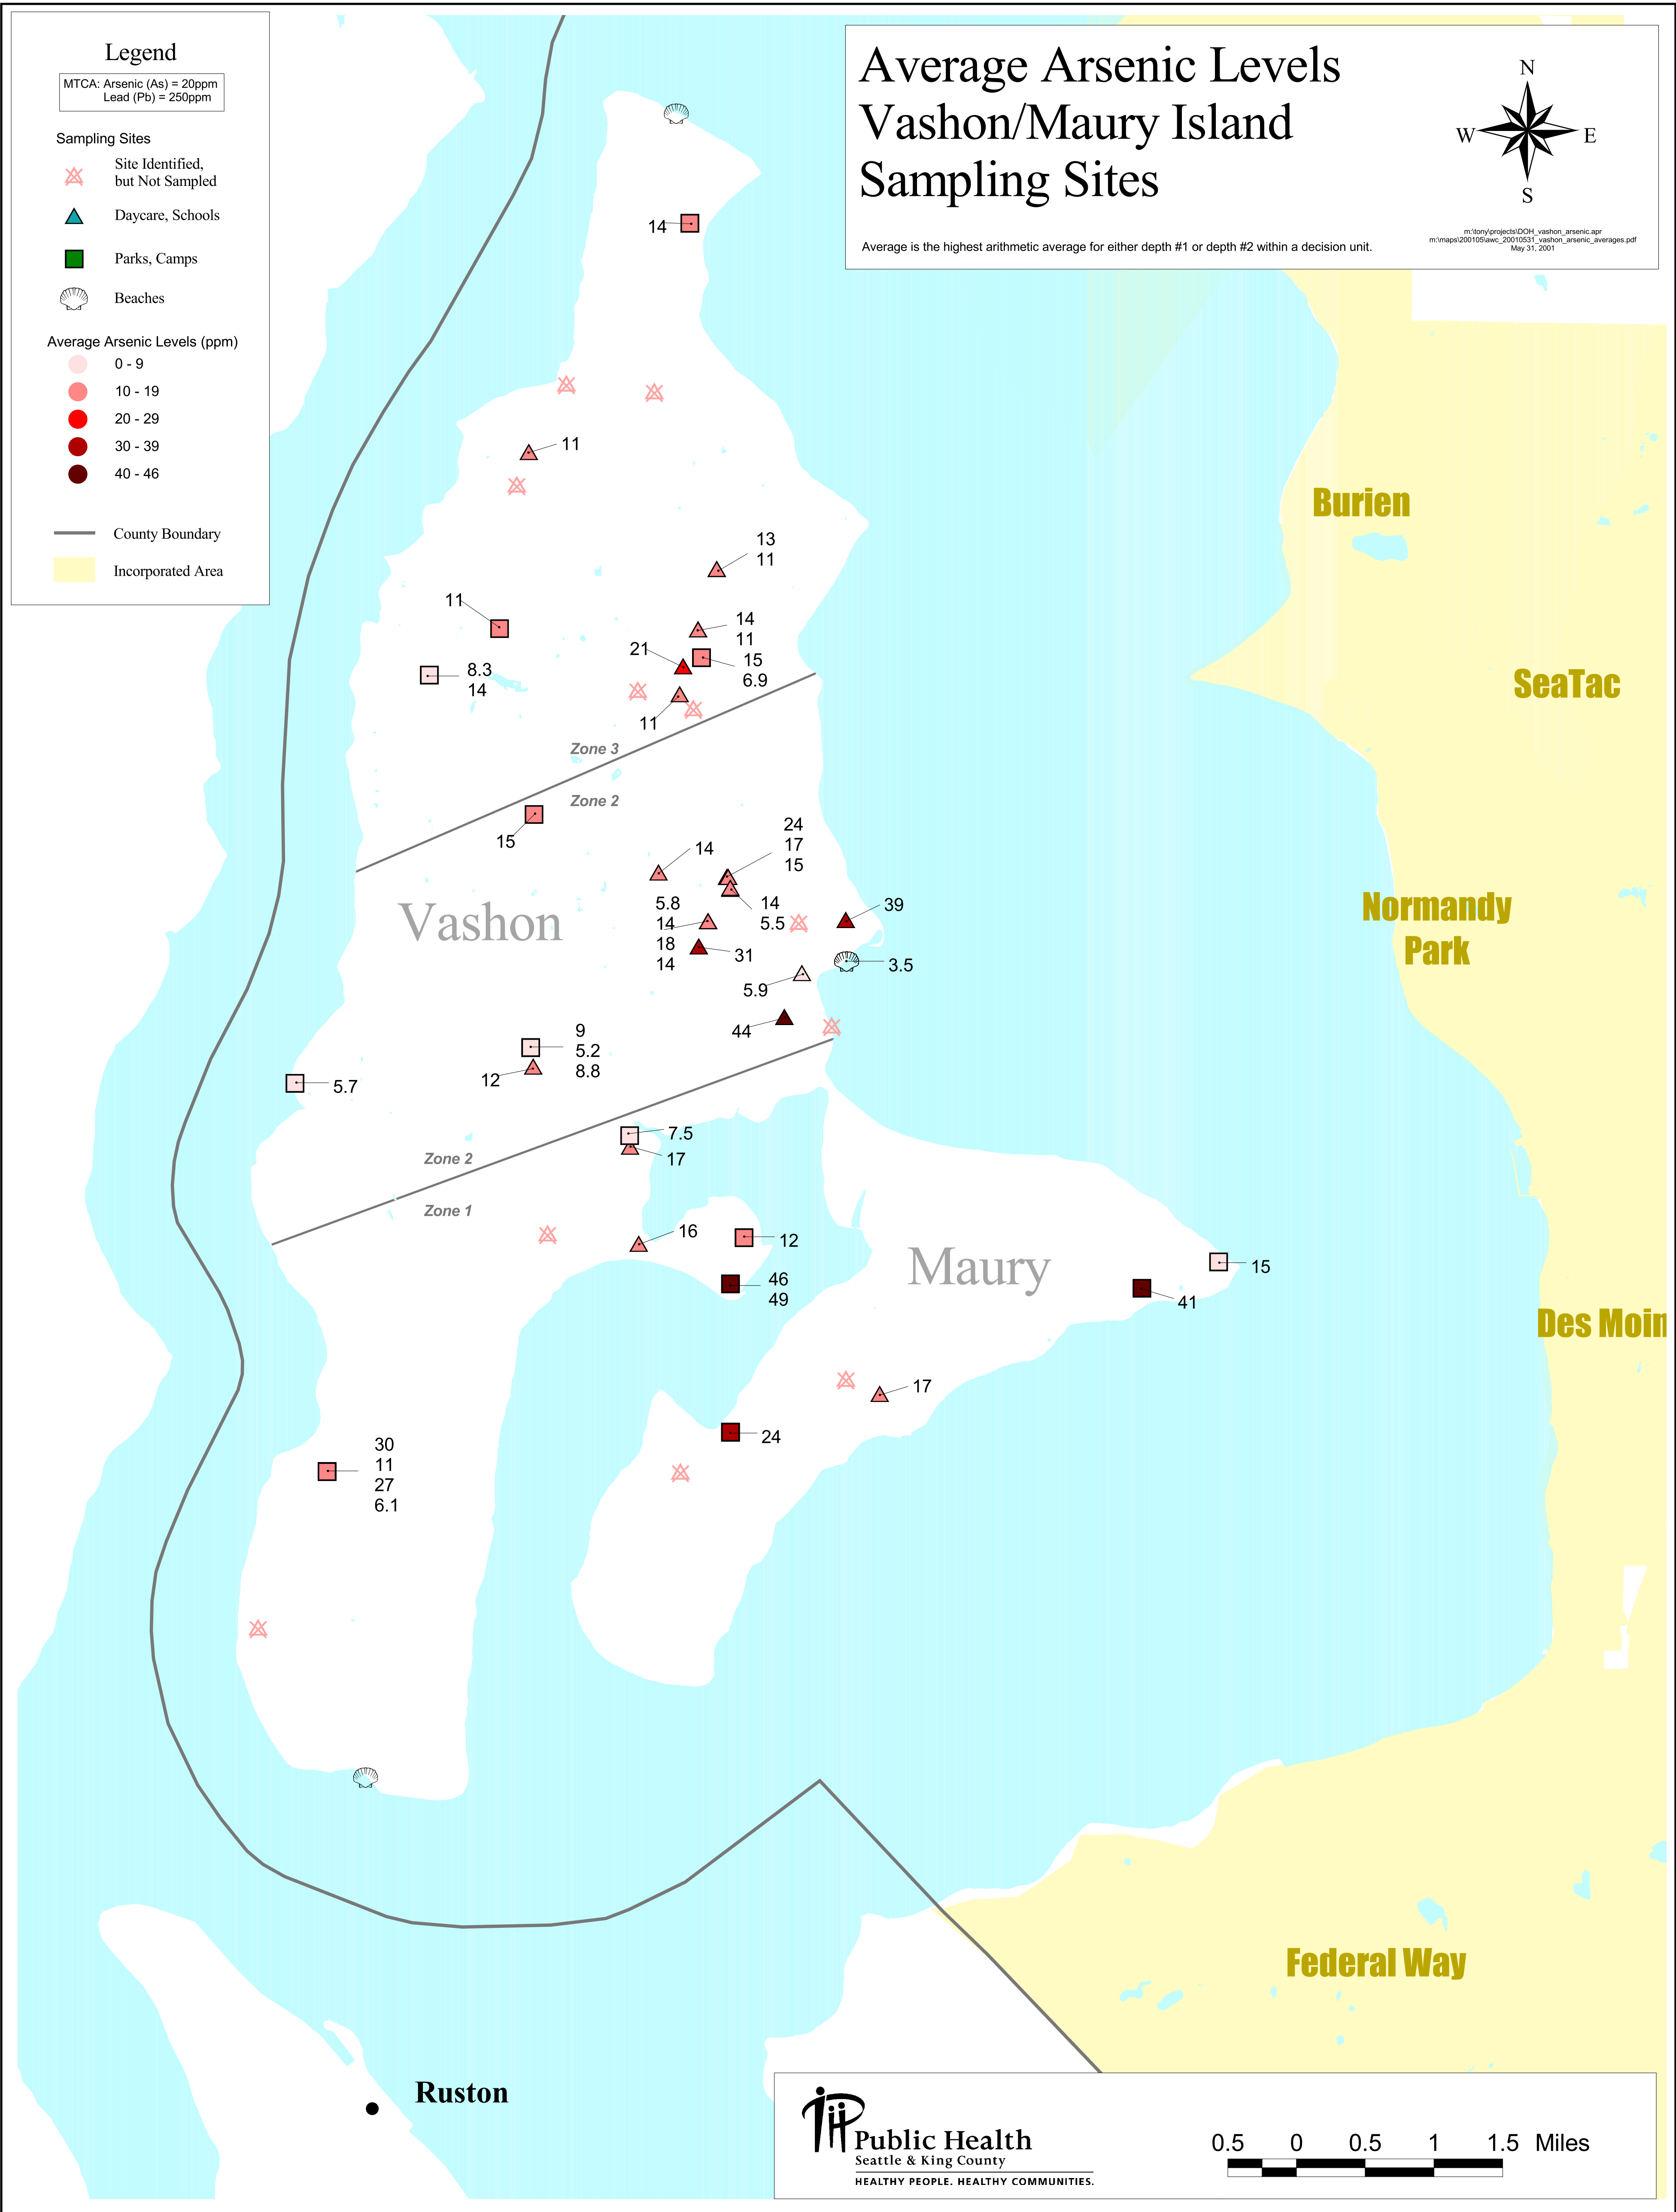 Legend
MTCA: Arsenic (As) = 20ppm
Lead (Pb) = 250ppm
Sampling Sites
Site Identified,
but Not Sampled
Daycare, Schools
Parks, Camps
Beaches
Average Arsenic Levels (ppm)
0 - 9
10 - 19
20 - 29
30 - 39
40 - 46
County Boundary
Incorporated Area
Average Arsenic Levels
Vashon/Maury Island
Sampling Sites
Average is the highest arithmetic average for either depth #1 or depth #2 within a decision unit.
N
W
E
S
m:\tony\projects\DOH_vashon_arsenic.apr
m:\maps\200105\awc_20010531_vashon_arsenic_averages.pdf
May 31, 2001
14
11
Burien
13
11
11
14
11
21
15
6.9
8.3
14
SeaTac
11
Zone 3
Zone 2
15
24
17
15
14
5.8
14
18
14
14
5.5
39
Normandy
Park
Vashon
31
3.5
5.9
44
9
5.2
8.8
12
5.7
7.5
17
Zone 2
Zone 1
16
12
46
49
Maury
15
41
Des Moin
17
24
30
11
27
6.1
Federal Way
Ruston
Public Health
Seattle & King County
HEALTHY PEOPLE. HEALTHY COMMUNITIES.
0.5 0 0.5 1 1.5 Miles